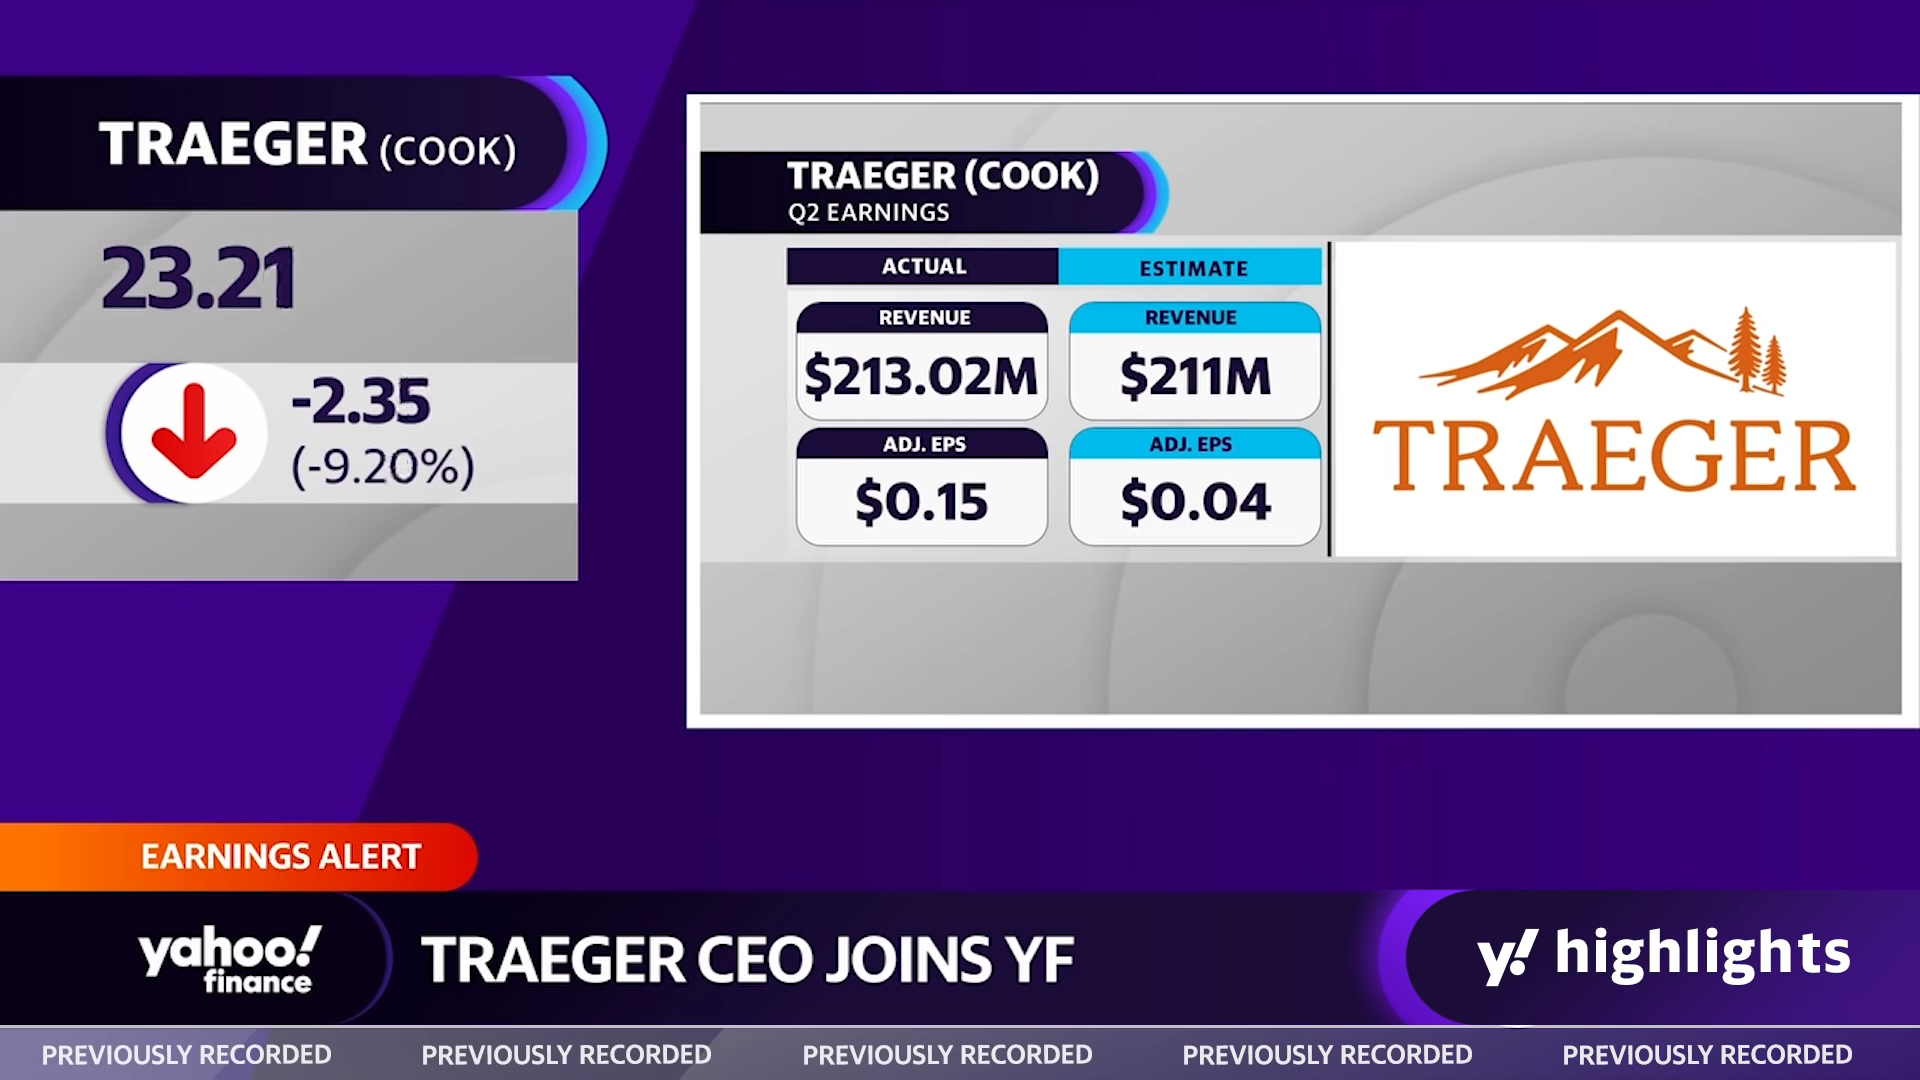 TRAEGER (COOK)
23.21
-2.35
(-9.20%)
TRAEGER (COOK)
Q2 EARNINGS
ACTUAL ESTIMATE
REVENUE REVENUE
$213.02M $211M
ADJ. EPS ADJ. EPS
$0.15 $0.04
TRAEGER
EARNINGS ALERT
yahoo!
finance
TRAEGER CEO JOINS YF
y! highlights
PREVIOUSLY RECORDED PREVIOUSLY RECORDED PREVIOUSLY RECORDED PREVIOUSLY RECORDED PREVIOUSLY RECORDED